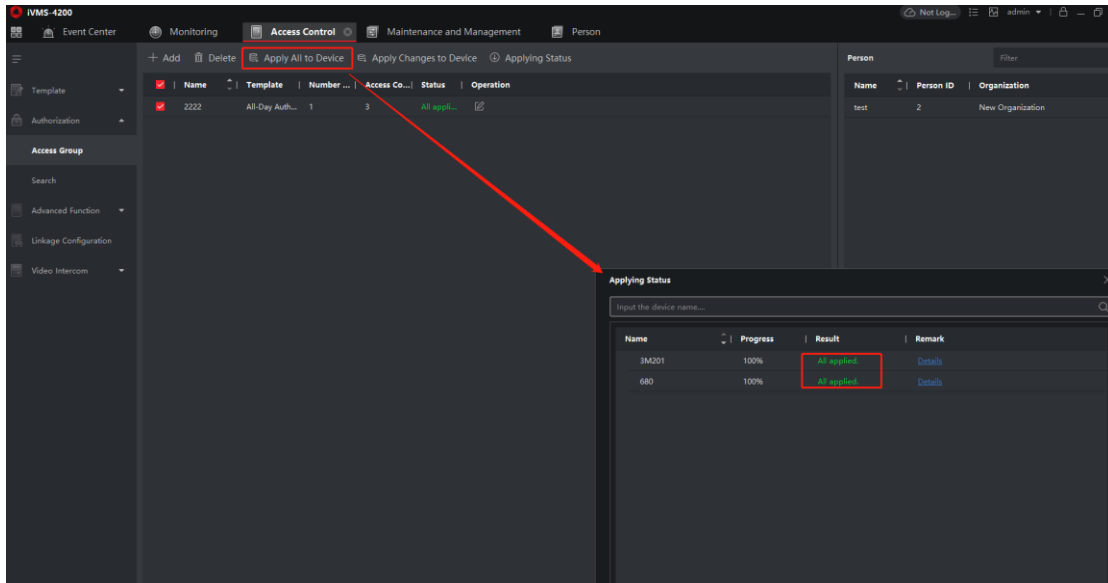 iVMS-4200
Not Log... admin
Event Center Monitoring Access Control Maintenance and Management Person
+ Add Delete Apply All to Device Apply Changes to Device Applying Status
Person Filter
Name Template Number ... Access Co... Status Operation
Name Person ID Organization
2222 All-Day Auth... 1 3 All appli...
test 2 New Organization
Template
Authorization
Access Group
Search
Advanced Function
Linkage Configuration
Video Intercom
Applying Status
Input the device name....
Name Progress Result Remark
3M201 100% All applied. Details
680 100% All applied. Details